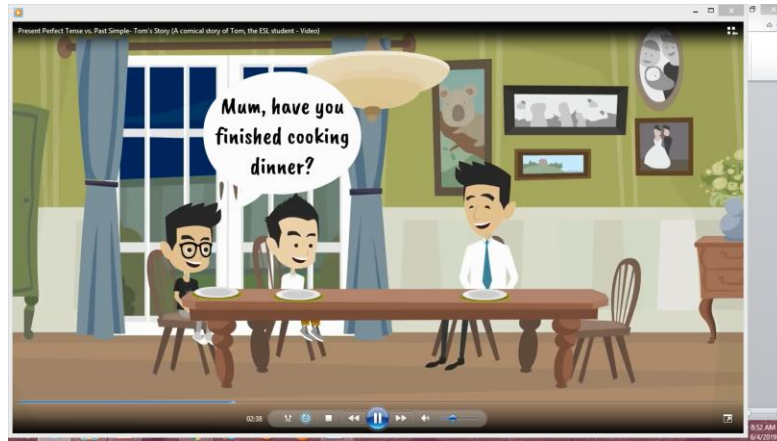 Present Perfect Tense vs. Past Simple- Tom's Story (A comical story of Tom, the ESL student - Video)
Mum, have you
finished cooking
dinner?
02:38
8:52 AM